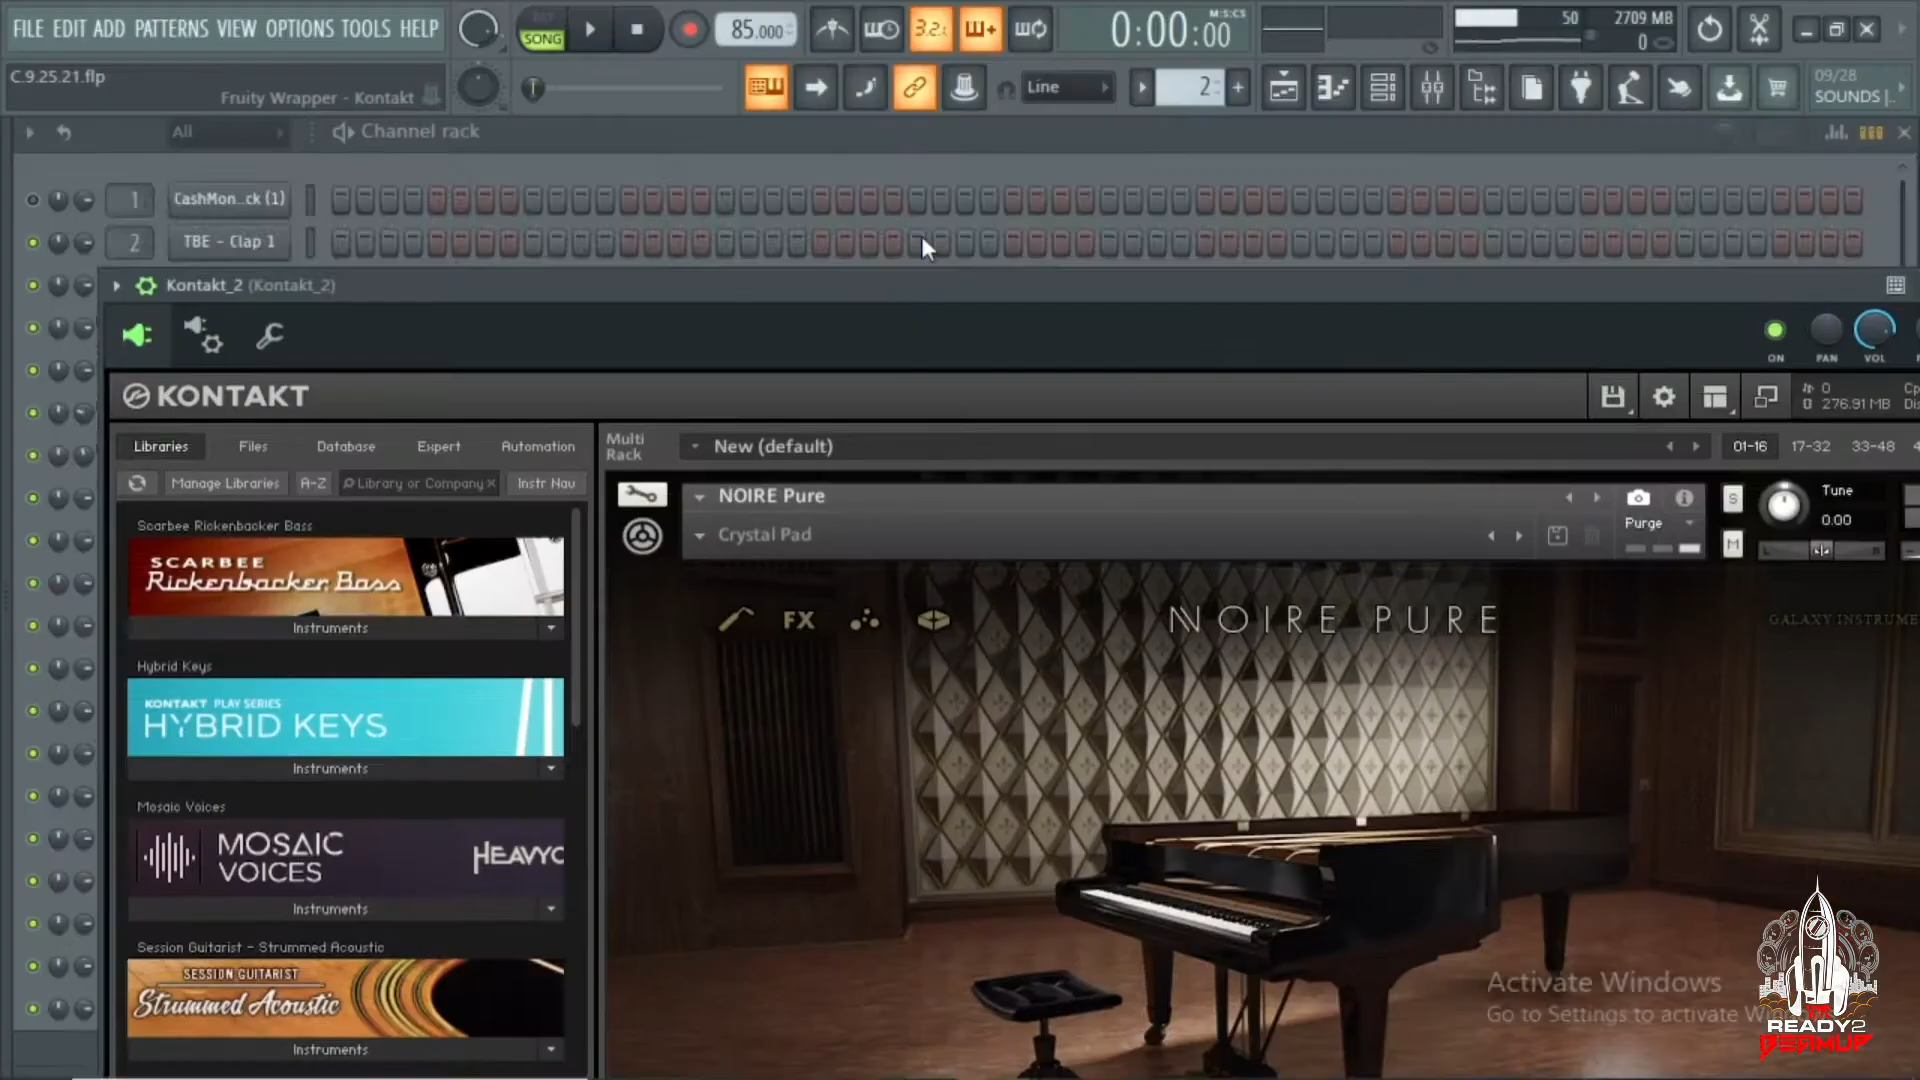 FILE EDIT ADD PATTERNS VIEW OPTIONS TOOLS HELP
SONG
85.000
3.2.
0:00:00
M:S:CS
50
2709 MB
0
C.9.25.21.flp
Fruity Wrapper - Kontakt
Line
2
+
09/28
SOUNDS |..
All
Channel rack
1
CashMon...ck (1)
2
TBE - Clap 1
Kontakt_2 (Kontakt_2)
ON
PAN
VOL
KONTAKT
0
276.91 MB
Libraries
Files
Database
Expert
Automation
Multi
Rack
New (default)
01-16
17-32
33-48
Manage Libraries
A-Z
Library or Company
Instr Nav
NOIRE Pure
Crystal Pad
Purge
S
M
Tune
0.00
L
R
Scarbee Rickenbacker Bass
SCARBEE
Rickenbacker Bass
Instruments
FX
NOIRE PURE
GALAXY INSTRUME
Hybrid Keys
KONTAKT PLAY SERIES
HYBRID KEYS
Instruments
Mosaic Voices
MOSAIC
VOICES
HEAVYO
Instruments
Session Guitarist - Strummed Acoustic
SESSION GUITARIST
Strummed Acoustic
Instruments
Activate Windows
Go to Settings to activate
READY2
BEAMUP